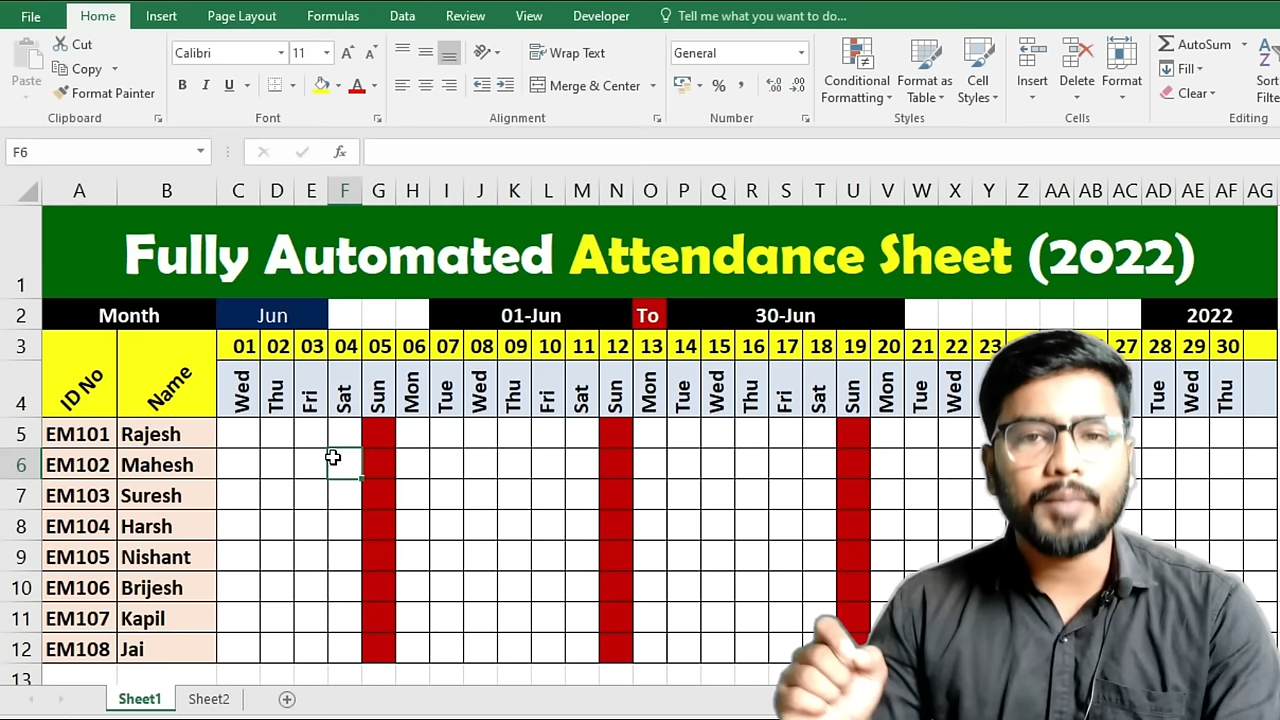 File Home Insert Page Layout Formulas Data Review View Developer Tell me what you want to do...
Paste
Cut
Copy
Format Painter
Clipboard
Calibri 11
B I U
Font
Wrap Text
Merge & Center
Alignment
General
% ,
Number
Conditional Formatting
Format as Table
Cell Styles
Styles
Insert Delete Format
Cells
AutoSum
Fill
Clear
Editing
F6 fx
A B C D E F G H I J K L M N O P Q R S T U V W X Y Z AA AB AC AD AE AF AG
1 Fully Automated Attendance Sheet (2022)
2 Month Jun 01-Jun To 30-Jun 2022
3 01 02 03 04 05 06 07 08 09 10 11 12 13 14 15 16 17 18 19 20 21 22 23 27 28 29 30
4 ID No Name Wed Thu Fri Sat Sun Mon Tue Wed Thu Fri Sat Sun Mon Tue Wed Thu Fri Sat Sun Mon Tue Wed Tue Wed Thu
5 EM101 Rajesh
6 EM102 Mahesh
7 EM103 Suresh
8 EM104 Harsh
9 EM105 Nishant
10 EM106 Brijesh
11 EM107 Kapil
12 EM108 Jai
13
Sheet1 Sheet2